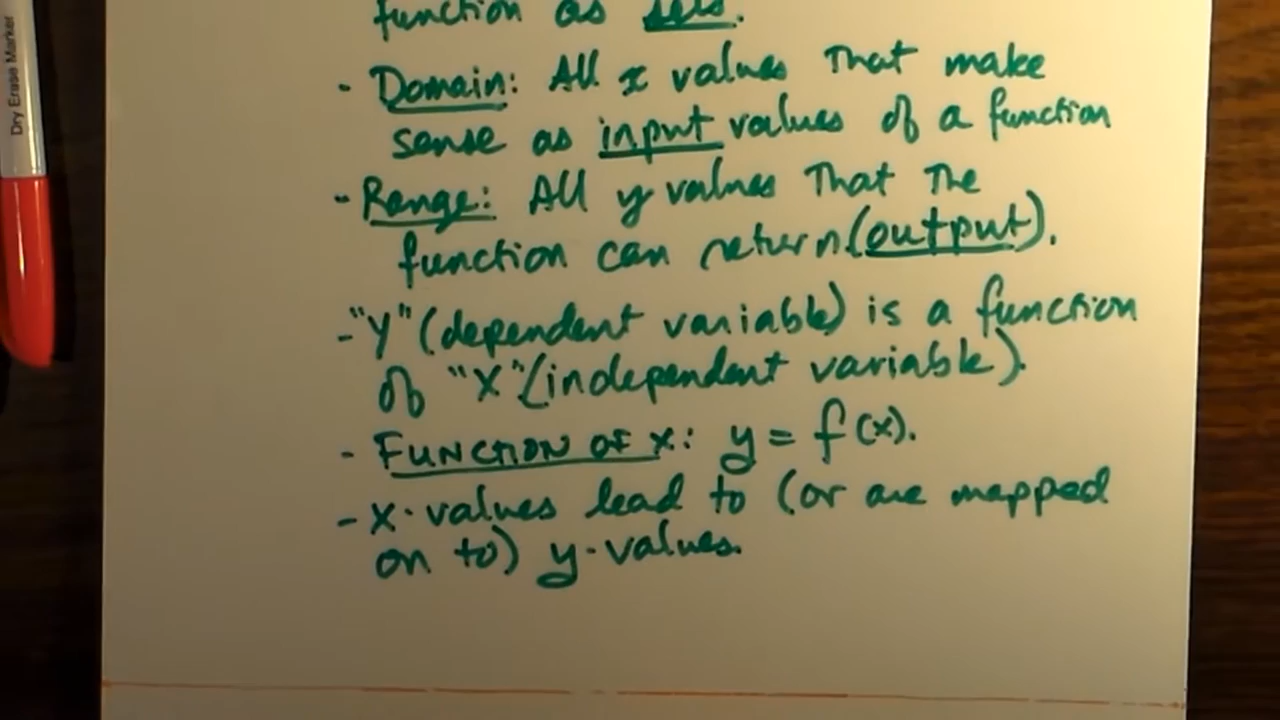 Dry Erase Marker
function as sets.
- Domain: All x values that make
sense as input values of a function
- Range: All y values that the
function can return (output).
- "Y" (dependent variable) is a function
of "X" (independent variable).
- FUNCTION OF X: y = f(x).
- X-values lead to (or are mapped
on to) y-values.